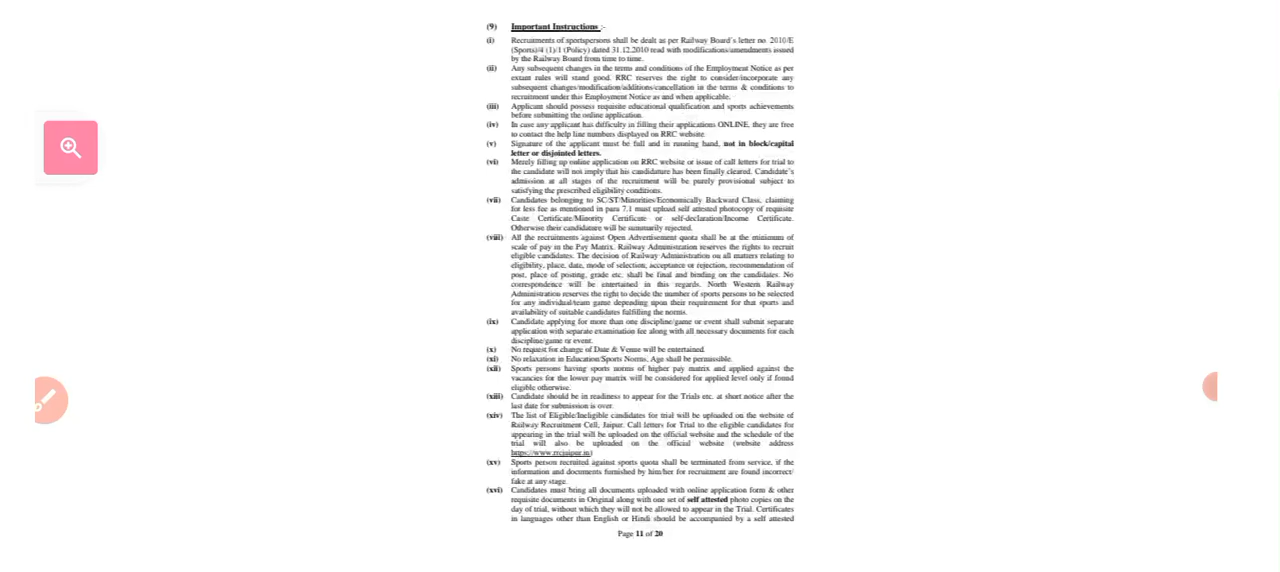 (9) Important Instructions :-
(i) Recruitments of sportspersons shall be dealt as per Railway Board's letter no. 2010/E
(Sports)/4 (1)/1 (Policy) dated 31.12.2010 read with modifications/amendments issued
by the Railway Board from time to time.
(ii) Any subsequent changes in the terms and conditions of the Employment Notice as per
extant rules will stand good. RRC reserves the right to consider/incorporate any
subsequent changes/modification/additions/cancellation in the terms & conditions to
recruitment under this Employment Notice as and when applicable.
(iii) Applicant should possess requisite educational qualification and sports achievements
before submitting the online application.
(iv) In case any applicant has difficulty in filling their applications ONLINE, they are free
to contact the help line numbers displayed on RRC website.
(v) Signature of the applicant must be full and in running hand, not in block/capital
letter or disjointed letters.
(vi) Merely filling up online application on RRC website or issue of call letters for trial to
the candidate will not imply that his candidature has been finally cleared. Candidate's
admission at all stages of the recruitment will be purely provisional subject to
satisfying the prescribed eligibility conditions.
(vii) Candidates belonging to SC/ST/Minorities/Economically Backward Class, claiming
for less fee as mentioned in para 7.1 must upload self attested photocopy of requisite
Caste Certificate/Minority Certificate or self-declaration/Income Certificate.
Otherwise their candidature will be summarily rejected.
(viii) All the recruitments against Open Advertisement quota shall be at the minimum of
scale of pay in the Pay Matrix. Railway Administration reserves the rights to recruit
eligible candidates. The decision of Railway Administration on all matters relating to
eligibility, place, data, mode of selection, acceptance or rejection, recommendation of
post, place of posting, grade etc. shall be final and binding on the candidates. No
correspondence will be entertained in this regards. North Western Railway
Administration reserves the right to decide the number of sports persons to be selected
for any individual/team game depending upon their requirement for that sports and
availability of suitable candidates fulfilling the norms.
(ix) Candidate applying for more than one discipline/game or event shall submit separate
application with separate examination fee along with all necessary documents for each
discipline/game or event.
(x) No request for change of Date & Venue will be entertained.
(xi) No relaxation in Education/Sports Norms, Age shall be permissible.
(xii) Sports persons having sports norms of higher pay matrix and applied against the
vacancies for the lower pay matrix will be considered for applied level only if found
eligible otherwise.
(xiii) Candidate should be in readiness to appear for the Trials etc. at short notice after the
last date for submission is over.
(xiv) The list of Eligible/Ineligible candidates for trial will be uploaded on the website of
Railway Recruitment Cell, Jaipur. Call letters for Trial to the eligible candidates for
appearing in the trial will be uploaded on the official website and the schedule of the
trial will also be uploaded on the official website (website address
https://www.rrcjaipur.in)
(xv) Sports person recruited against sports quota shall be terminated from service, if the
information and documents furnished by him/her for recruitment are found incorrect/
fake at any stage.
(xvi) Candidates must bring all documents uploaded with online application form & other
requisite documents in Original along with one set of self attested photo copies on the
day of trial, without which they will not be allowed to appear in the Trial. Certificates
in languages other than English or Hindi should be accompanied by a self attested
Page 11 of 20